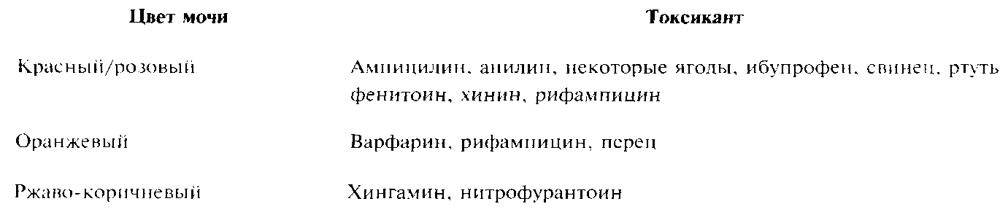 Цвет мочи Токсикант
Красный/розовый Ампицилин, анилин, некоторые ягоды, ибупрофен, свинец, ртуть
фенитоин, хинин, рифампицин
Оранжевый Варфарин, рифампицин, перец
Ржаво-коричневый Хингамин, нитрофурантоин